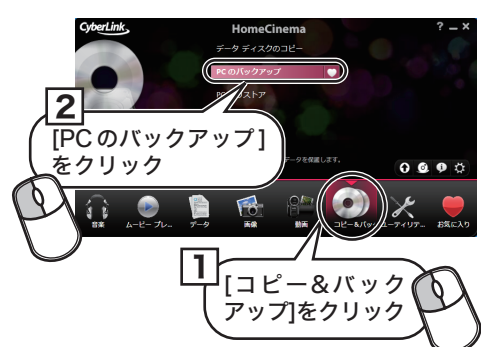 CyberLink
HomeCinema
? _ ×
データ ディスクのコピー
PC のバックアップ
2
[PC のバックアップ]
をクリック
データを保護します。
音楽
ムービー プレ...
データ
画像
動画
コピー&バッ
ーティリテ...
お気に入り
1
[コピー&バック
アップ]をクリック